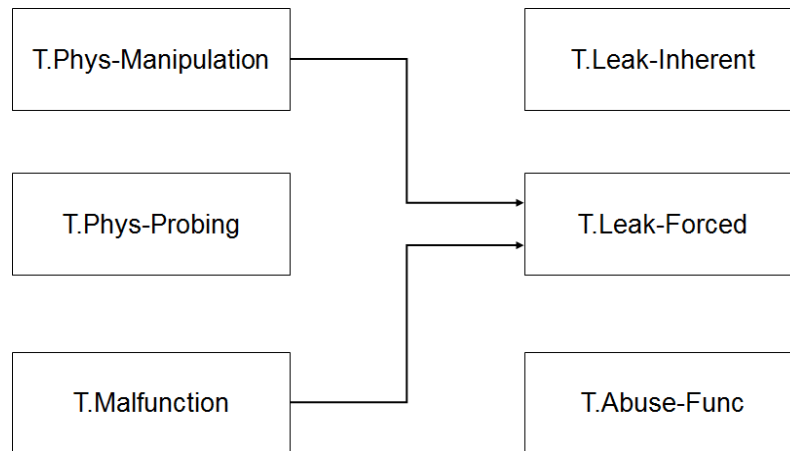 T.Phys-Manipulation
T.Leak-Inherent
T.Phys-Probing
T.Leak-Forced
T.Malfunction
T.Abuse-Func